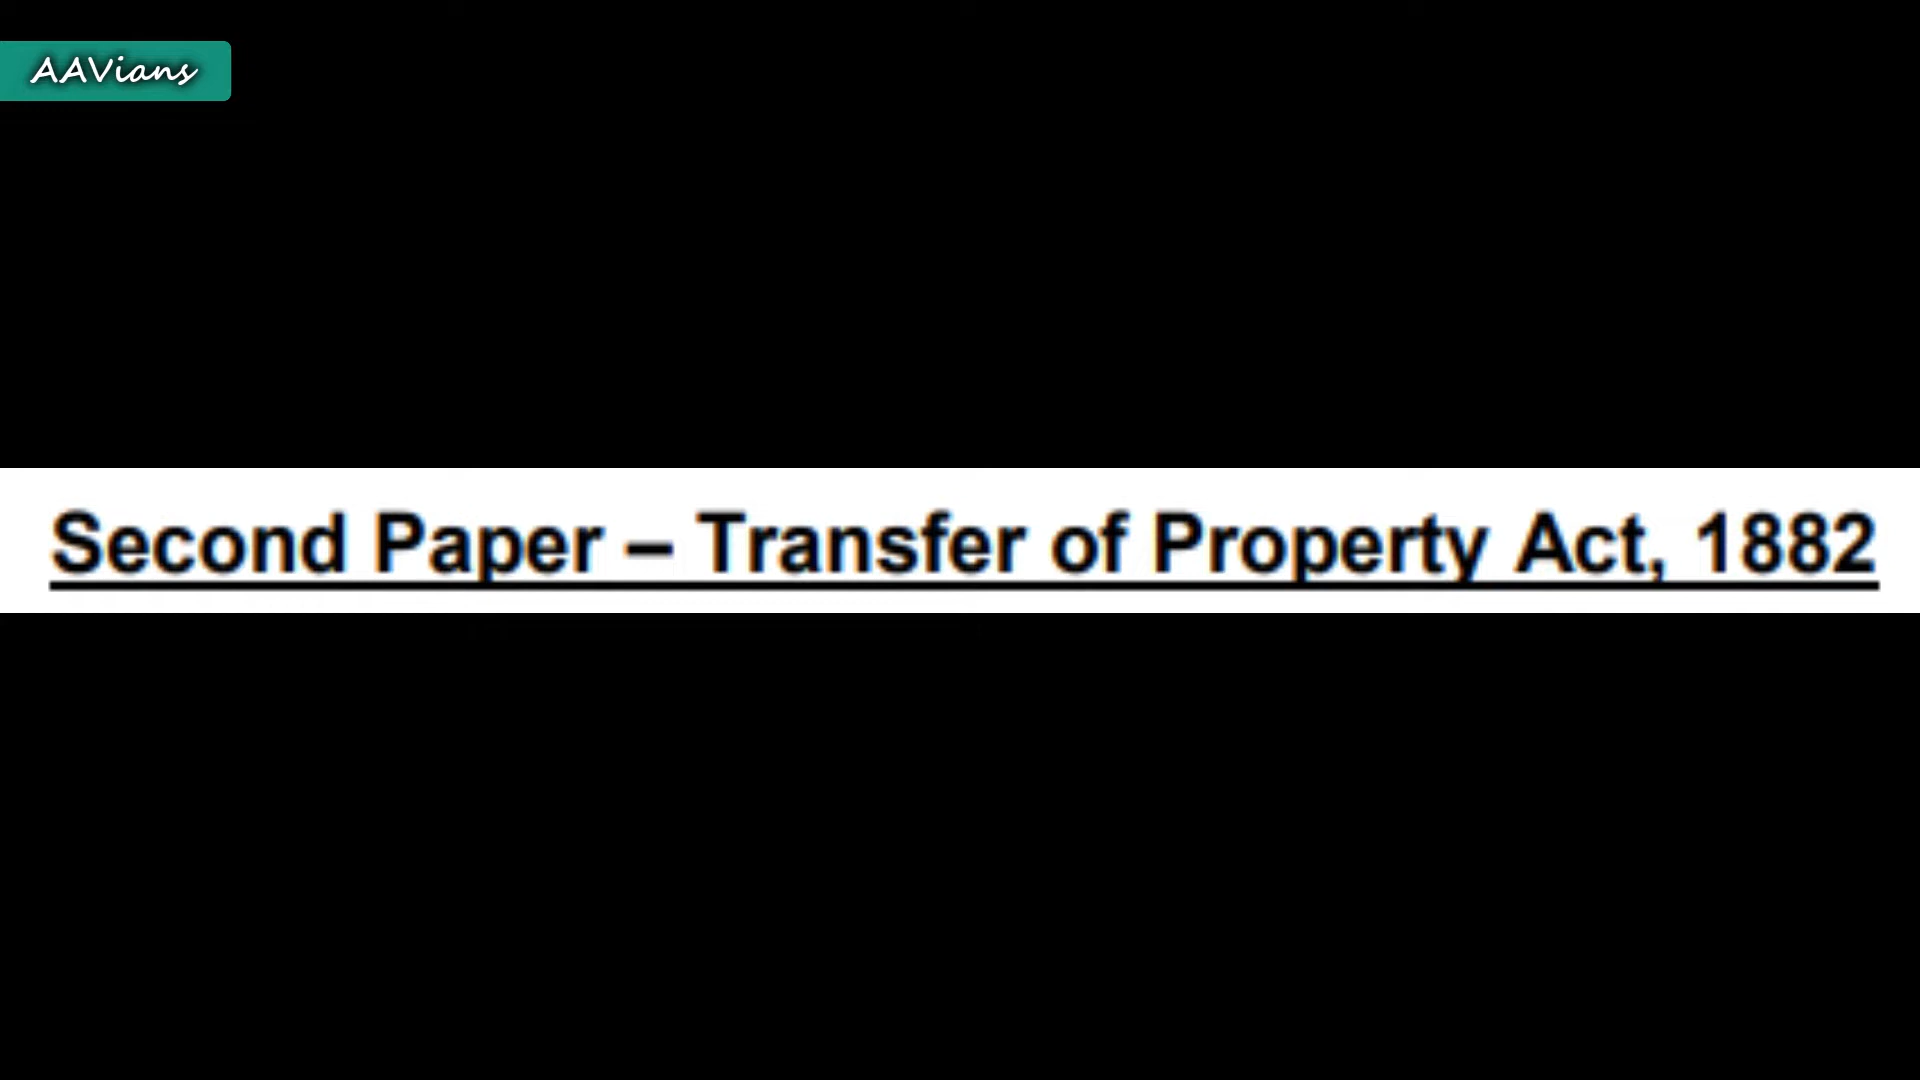 AAVians
Second Paper – Transfer of Property Act, 1882